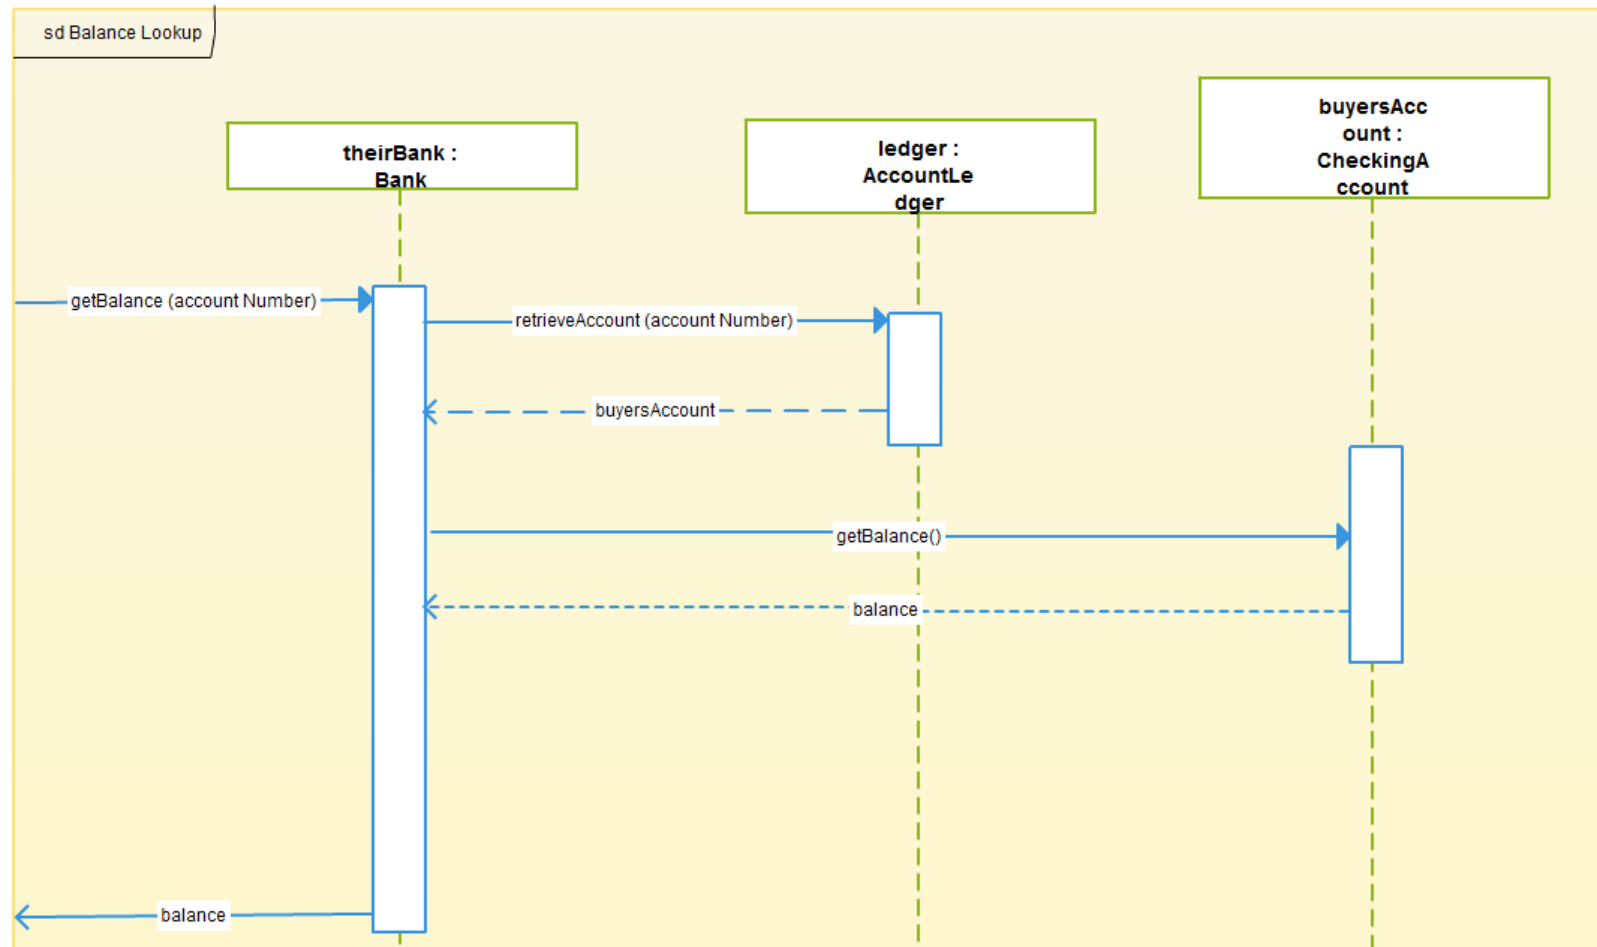 sd Balance Lookup
theirBank :
Bank
ledger :
AccountLe
dger
buyersAcc
ount :
CheckingA
ccount
getBalance (account Number)
retrieveAccount (account Number)
buyersAccount
getBalance()
balance
balance